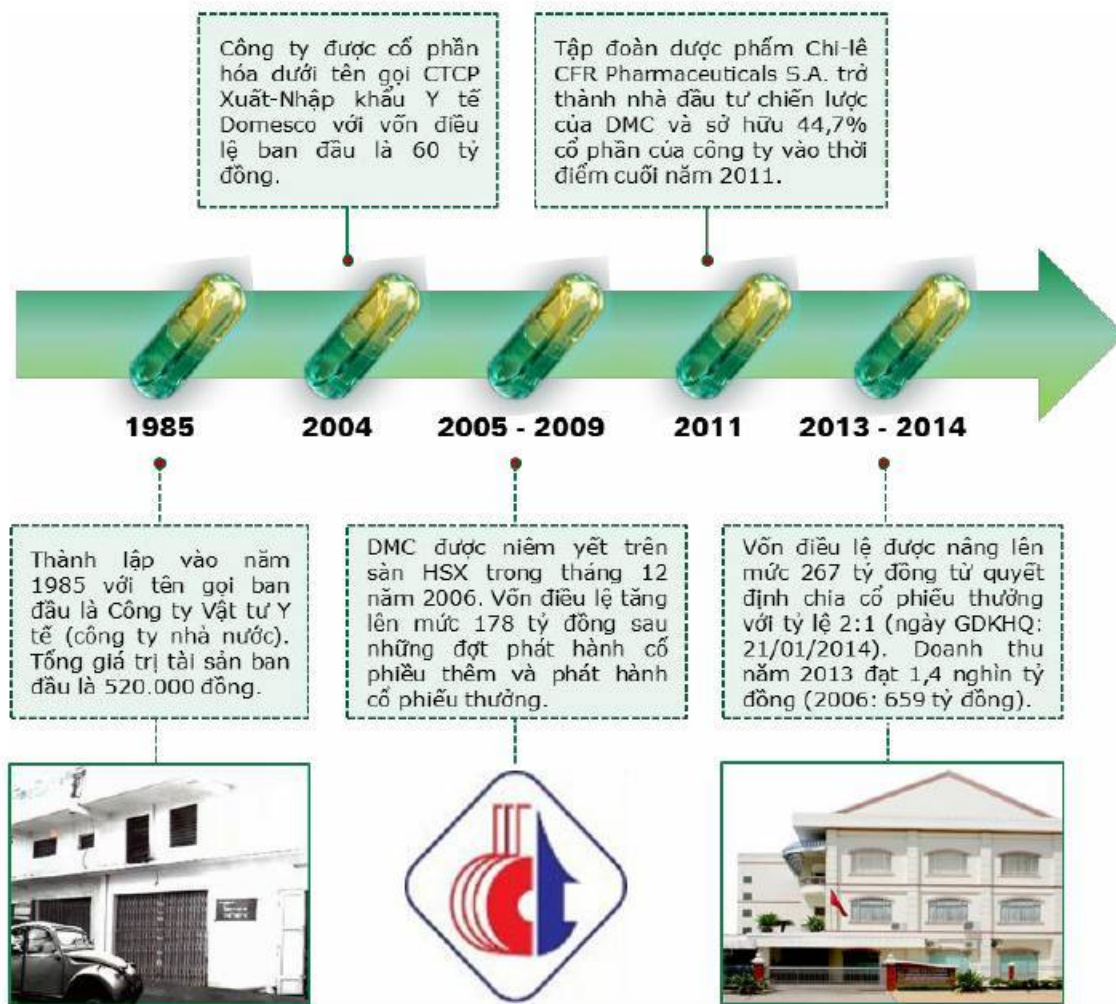 Công ty được cổ phần
hóa dưới tên gọi CTCP
Xuất-Nhập khẩu Y tế
Domesco với vốn điều
lệ ban đầu là 60 tỷ
đồng.
Tập đoàn dược phẩm Chi-lê
CFR Pharmaceuticals S.A. trở
thành nhà đầu tư chiến lược
của DMC và sở hữu 44,7%
cổ phần của công ty vào thời
điểm cuối năm 2011.
1985
2004
2005 - 2009
2011
2013 - 2014
Thành lập vào năm
1985 với tên gọi ban
đầu là Công ty Vật tư Y
tế (công ty nhà nước).
Tổng giá trị tài sản ban
đầu là 520.000 đồng.
DMC được niêm yết trên
sàn HSX trong tháng 12
năm 2006. Vốn điều lệ tăng
lên mức 178 tỷ đồng sau
những đợt phát hành cổ
phiếu thêm và phát hành
cổ phiếu thưởng.
Vốn điều lệ được nâng lên
mức 267 tỷ đồng từ quyết
định chia cổ phiếu thưởng
với tỷ lệ 2:1 (ngày GDKHQ:
21/01/2014). Doanh thu
năm 2013 đạt 1,4 nghìn tỷ
đồng (2006: 659 tỷ đồng).